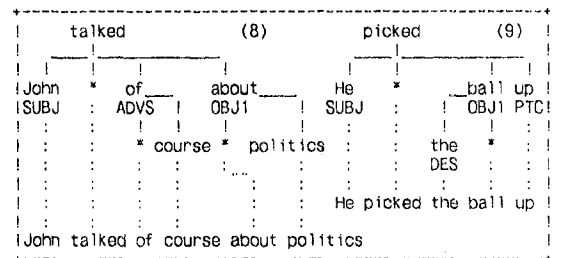 talked (8) picked (9)
John * of about He * ball up
SUBJ ADVS OBJ1 SUBJ OBJ1 PTC
* course * politics the *
DES
He picked the ball up
John talked of course about politics